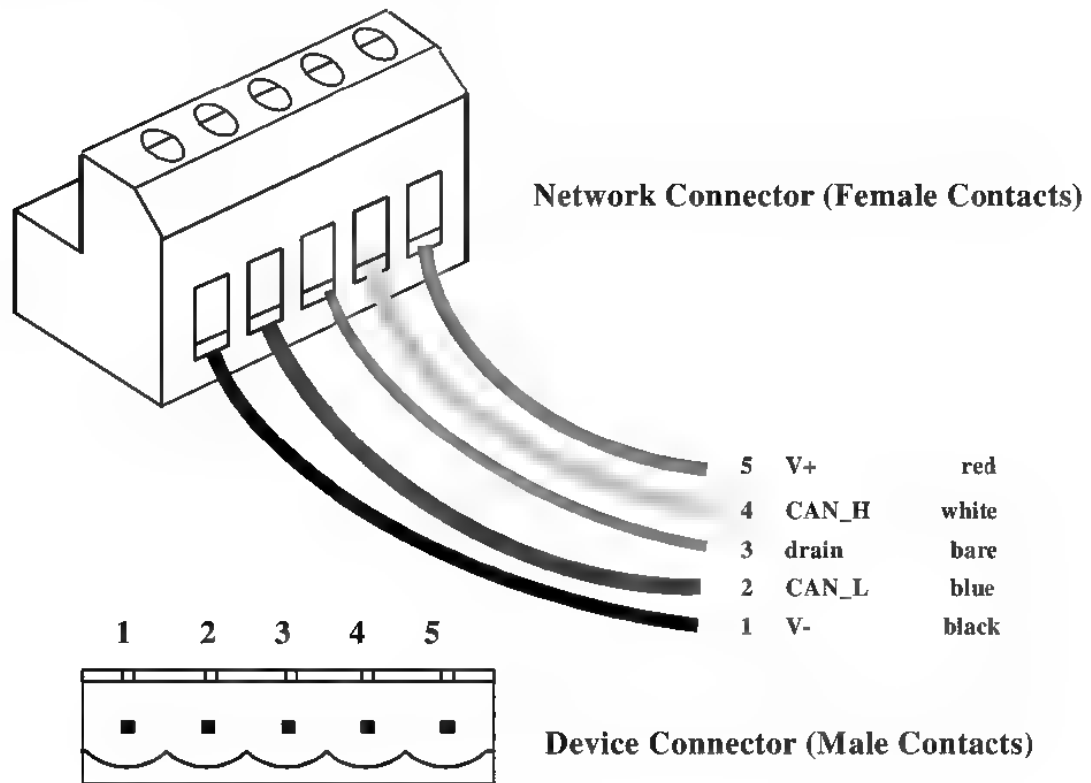 Network Connector (Female Contacts)
5 V+ red
4 CAN_H white
3 drain bare
2 CAN_L blue
1 V- black
1 2 3 4 5
Device Connector (Male Contacts)